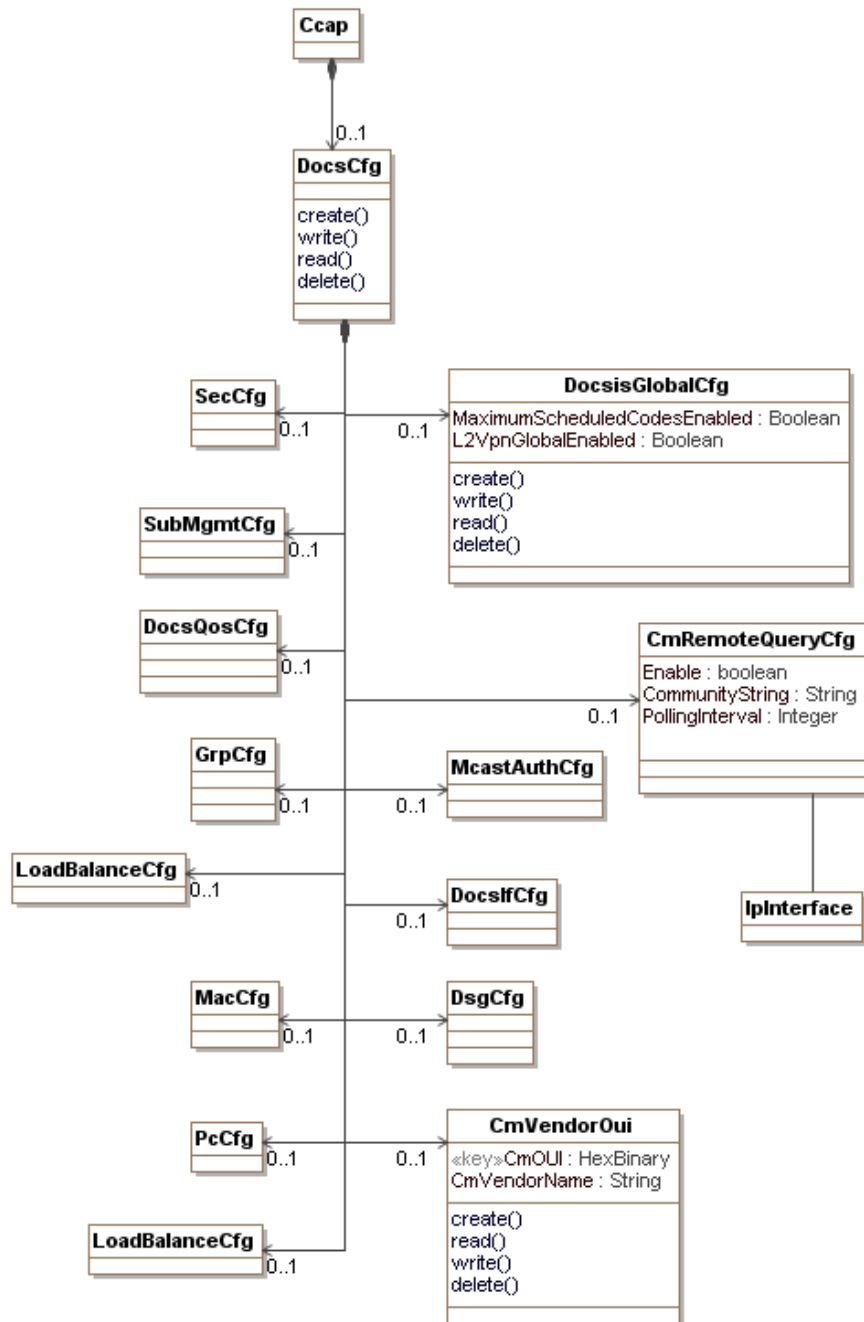 Ccap
0..1
DocsCfg
create()
write()
read()
delete()
SecCfg
0..1
DocsisGlobalCfg
MaximumScheduledCodesEnabled : Boolean
L2VpnGlobalEnabled : Boolean
create()
write()
read()
delete()
0..1
SubMgmtCfg
0..1
DocsQosCfg
0..1
CmRemoteQueryCfg
Enable : boolean
CommunityString : String
PollingInterval : Integer
0..1
GrpCfg
0..1
McastAuthCfg
0..1
LoadBalanceCfg
0..1
DocsIfCfg
0..1
IpInterface
MacCfg
0..1
DsgCfg
0..1
PcCfg
0..1
CmVendorOui
«key»CmOUI : HexBinary
CmVendorName : String
create()
read()
write()
delete()
0..1
LoadBalanceCfg
0..1